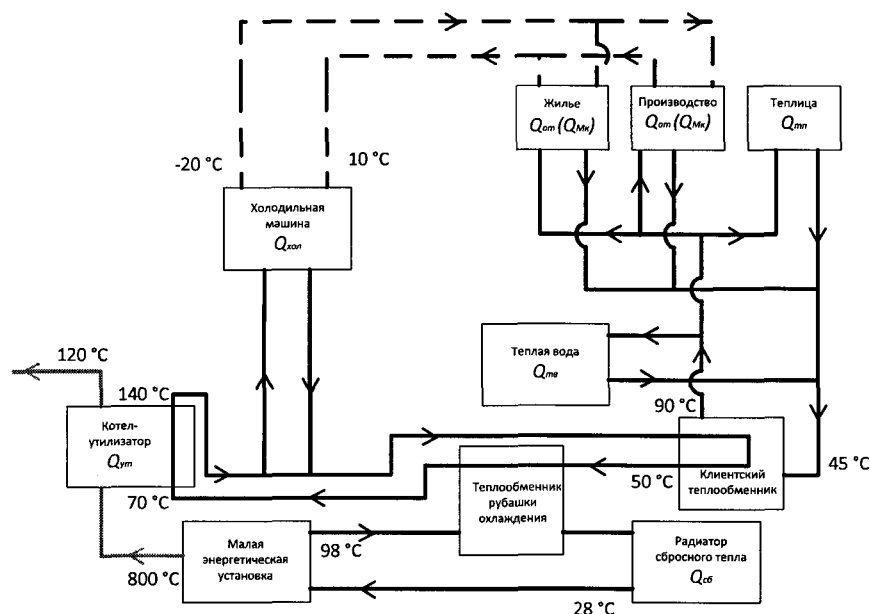 Жилье
Qот (QМк)
Производство
Qот (QМк)
Теплица
Qтп
-20 °C
10 °C
Холодильная
машина
Qхол
120 °C
140 °C
Теплая вода
Qтв
90 °C
Котел-
утилизатор
Qут
Клиентский
теплообменник
45 °C
50 °C
70 °C
Теплообменник
рубашки
охлаждения
Малая
энергетическая
установка
98 °C
800 °C
Радиатор
сбросного тепла
Qсб
28 °C